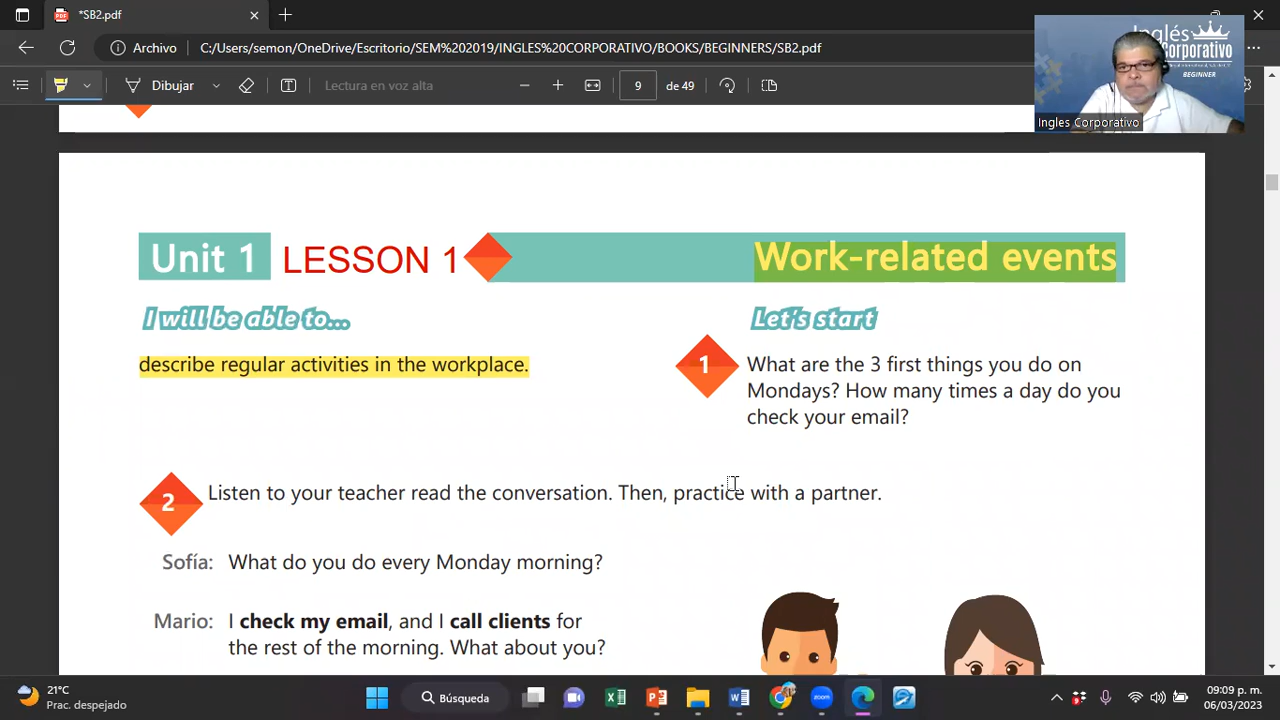 *SB2.pdf
Archivo
C:/Users/semon/OneDrive/Escritorio/SEM%202019/INGLES%20CORPORATIVO/BOOKS/BEGINNERS/SB2.pdf
Dibujar
Lectura en voz alta
9
de 49
Inglés
Corporativo
BEGINNER
Ingles Corporativo
Unit 1 LESSON 1
Work-related events
I will be able to...
describe regular activities in the workplace.
Let's start
1
What are the 3 first things you do on
Mondays? How many times a day do you
check your email?
2
Listen to your teacher read the conversation. Then, practice with a partner.
Sofía: What do you do every Monday morning?
Mario: I check my email, and I call clients for
the rest of the morning. What about you?
21°C
Prac. despejado
Búsqueda
zoom
09:09 p. m.
06/03/2023